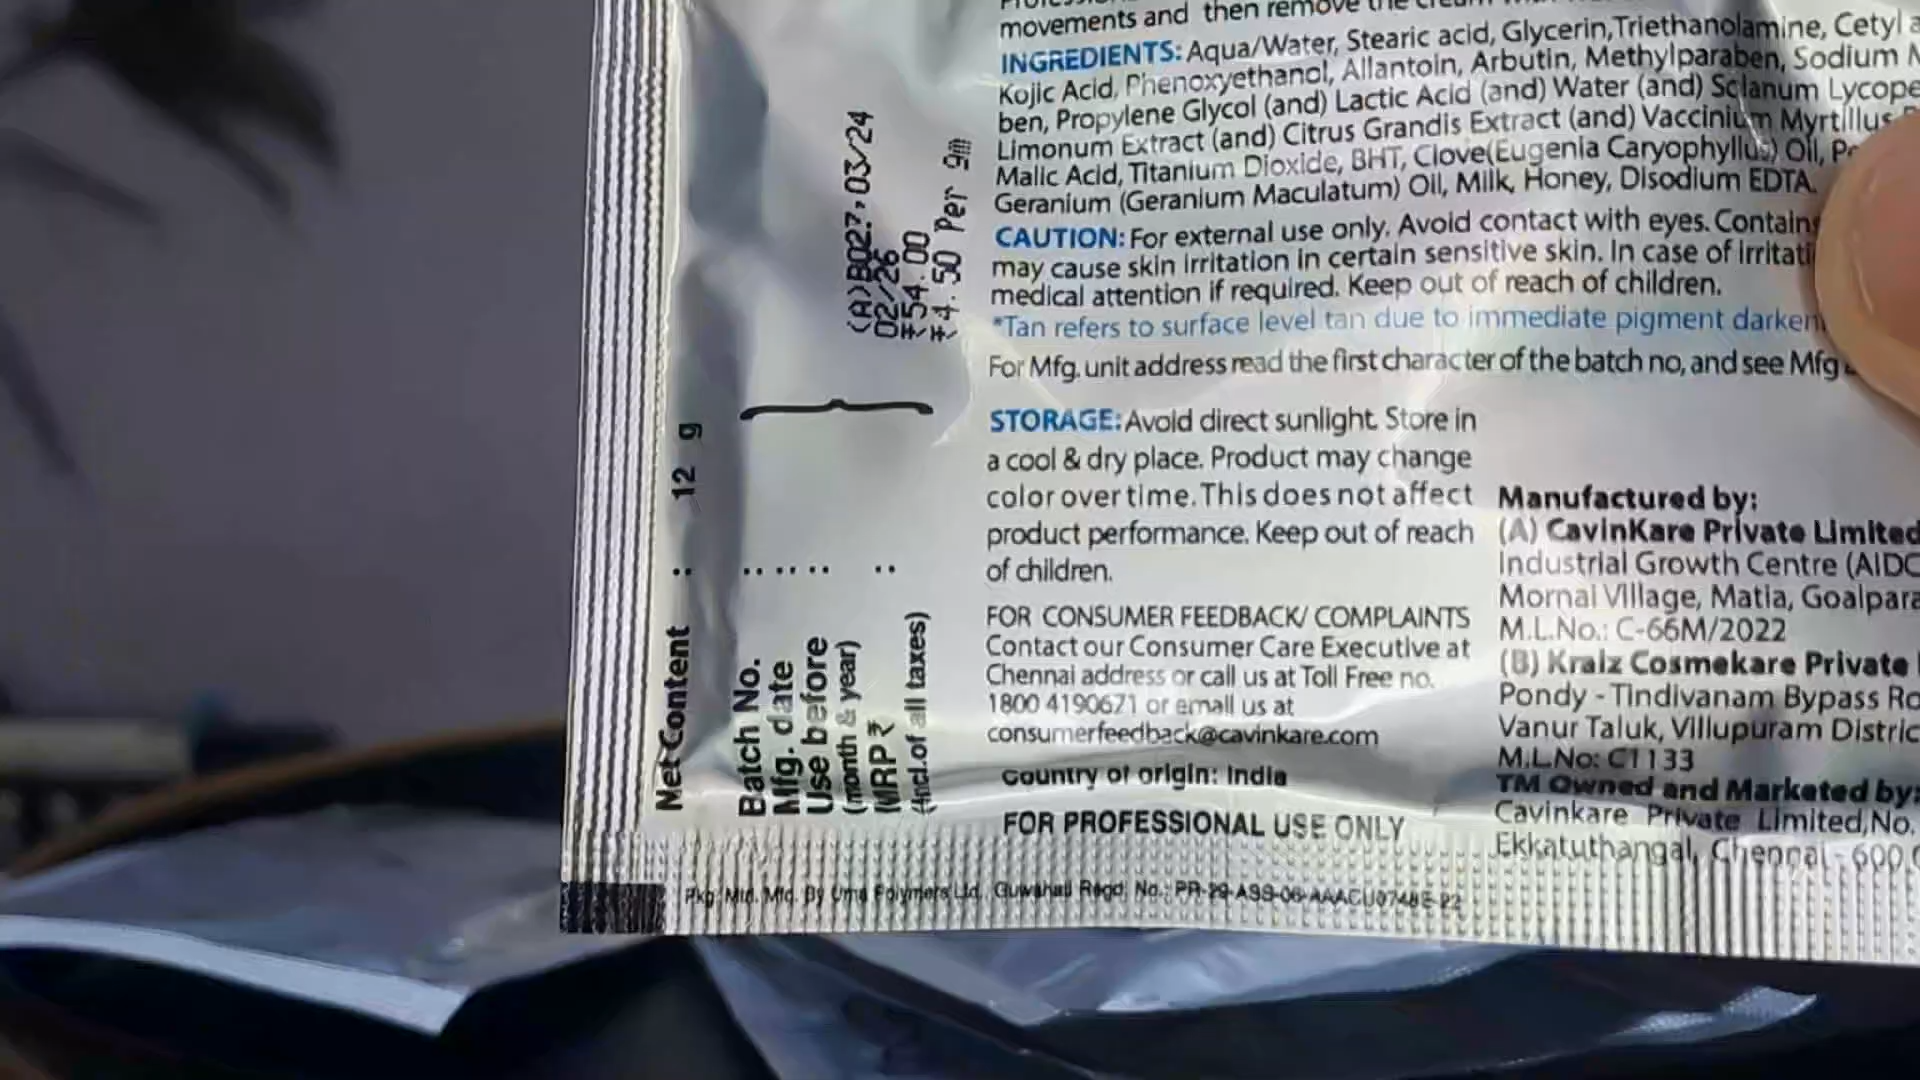 movements and then remove the
INGREDIENTS: Aqua/Water, Stearic acid, Glycerin,Triethanolamine, Cetyl
Kojic Acid, Phenoxyethanol, Allantoin, Arbutin, Methylparaben, Sodium
ben, Propylene Glycol (and) Lactic Acid (and) Water (and) Solanum Lycope
Limonum Extract (and) Citrus Grandis Extract (and) Vaccinium Myrtillus
Malic Acid, Titanium Dioxide, BHT, Clove(Eugenia Caryophyllus) Oil,
Geranium (Geranium Maculatum) Oil, Milk, Honey, Disodium EDTA.
CAUTION: For external use only. Avoid contact with eyes. Contains
may cause skin irritation in certain sensitive skin. In case of irritati
medical attention if required. Keep out of reach of children.
*Tan refers to surface level tan due to immediate pigment darken
For Mfg. unit address read the first character of the batch no, and see Mfg
STORAGE: Avoid direct sunlight. Store in
a cool & dry place. Product may change
color over time. This does not affect
product performance. Keep out of reach
of children.
FOR CONSUMER FEEDBACK/ COMPLAINTS
Contact our Consumer Care Executive at
Chennai address or call us at Toll Free no.
1800 4190671 or email us at
consumerfeedback@cavinkare.com
Country of origin: India
FOR PROFESSIONAL USE ONLY
Manufactured by:
(A) CavinKare Private Limited
Industrial Growth Centre (AIDC
Mornai Village, Matia, Goalpara
M.L.No.: C-66M/2022
(B) Kraiz Cosmekare Private
Pondy - Tindivanam Bypass Ro
Vanur Taluk, Villupuram Distric
M.L.No: C1133
TM Owned and Marketed by:
Cavinkare Private Limited,No.
Ekkatuthangal, Chennai - 600
Net Content : 12 g
Batch No. :
Mfg. date :
Use before :
(month & year)
MRP ₹ :
(Incl.of all taxes)
(A)B027,03/24
02/26
₹54.00
₹4.50 Per gm
Pkg. Mtd. Mfd. By Uma Polymers Ltd., Guwahati Regd. No.: PR-29-ASS-06-AAACU0748E-22